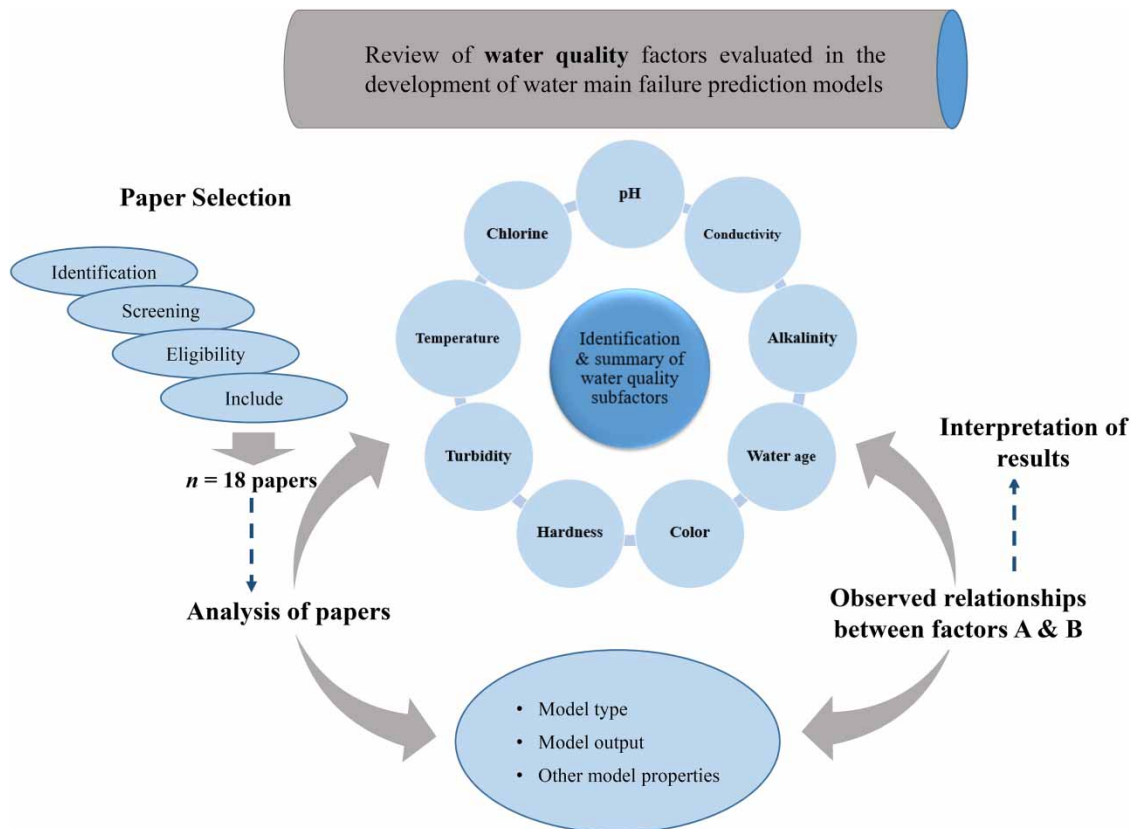 Review of water quality factors evaluated in the
development of water main failure prediction models
Paper Selection
Identification
Screening
Eligibility
Include
n = 18 papers
Analysis of papers
pH
Conductivity
Alkalinity
Water age
Color
Hardness
Turbidity
Temperature
Chlorine
Identification
& summary of
water quality
subfactors
• Model type
• Model output
• Other model properties
Interpretation of
results
Observed relationships
between factors A & B